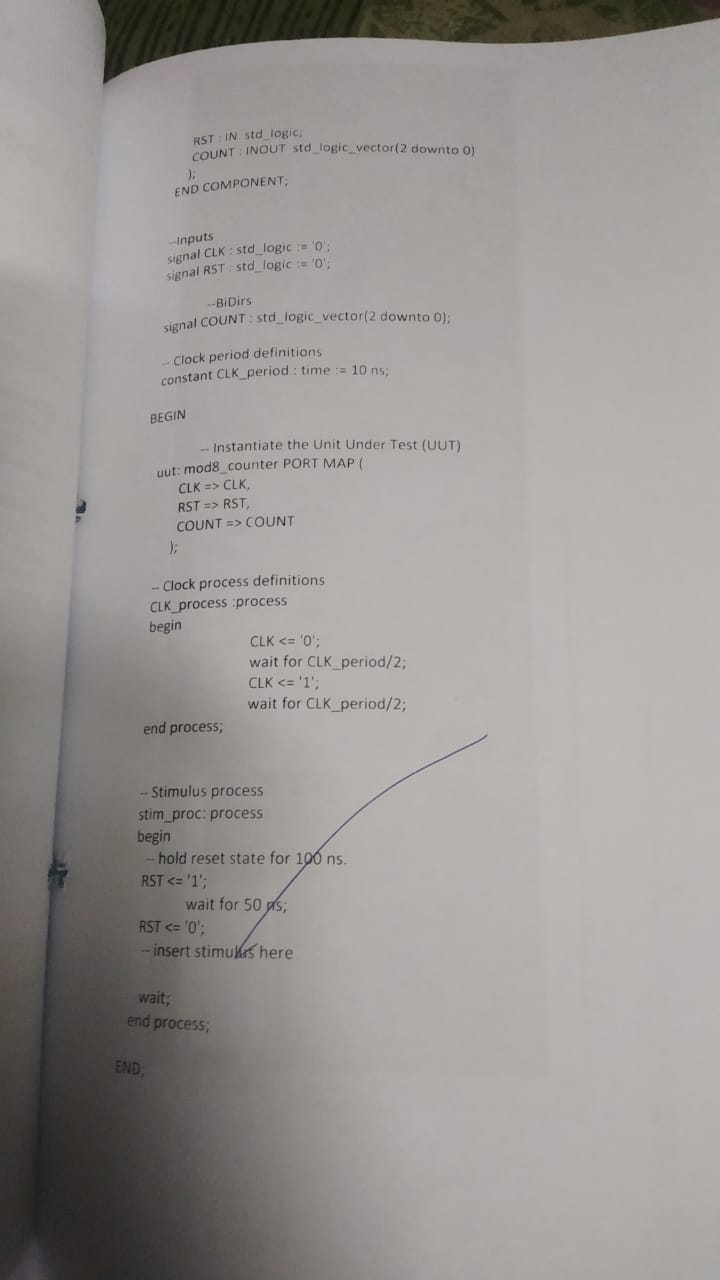 RST : IN std_logic;
COUNT : INOUT std_logic_vector(2 downto 0)
);
END COMPONENT;
--Inputs
signal CLK : std_logic := '0';
signal RST : std_logic := '0';
--BiDirs
signal COUNT : std_logic_vector(2 downto 0);
-- Clock period definitions
constant CLK_period : time := 10 ns;
BEGIN
-- Instantiate the Unit Under Test (UUT)
uut: mod8_counter PORT MAP (
CLK => CLK,
RST => RST,
COUNT => COUNT
);
-- Clock process definitions
CLK_process :process
begin
CLK <= '0';
wait for CLK_period/2;
CLK <= '1';
wait for CLK_period/2;
end process;
-- Stimulus process
stim_proc: process
begin
-- hold reset state for 100 ns.
RST <= '1';
wait for 50 ns;
RST <= '0';
-- insert stimulus here
wait;
end process;
END;